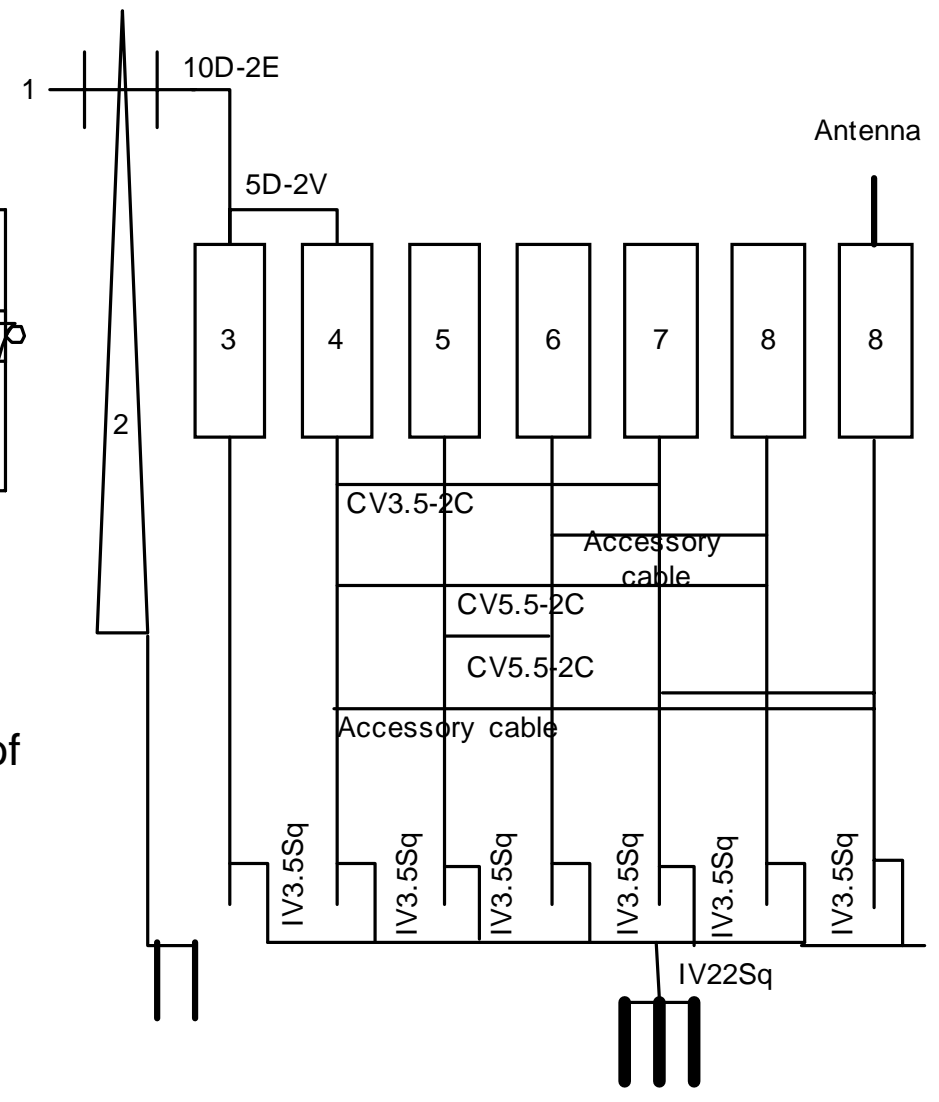 10D-2E
1
Antenna
5D-2V
3
4
5
6
7
8
8
2
CV3.5-2C
Accessory
cable
CV5.5-2C
CV5.5-2C
of
Accessory cable
IV3.5Sq
IV3.5Sq
IV3.5Sq
IV3.5Sq
IV3.5Sq
IV3.5Sq
IV22Sq